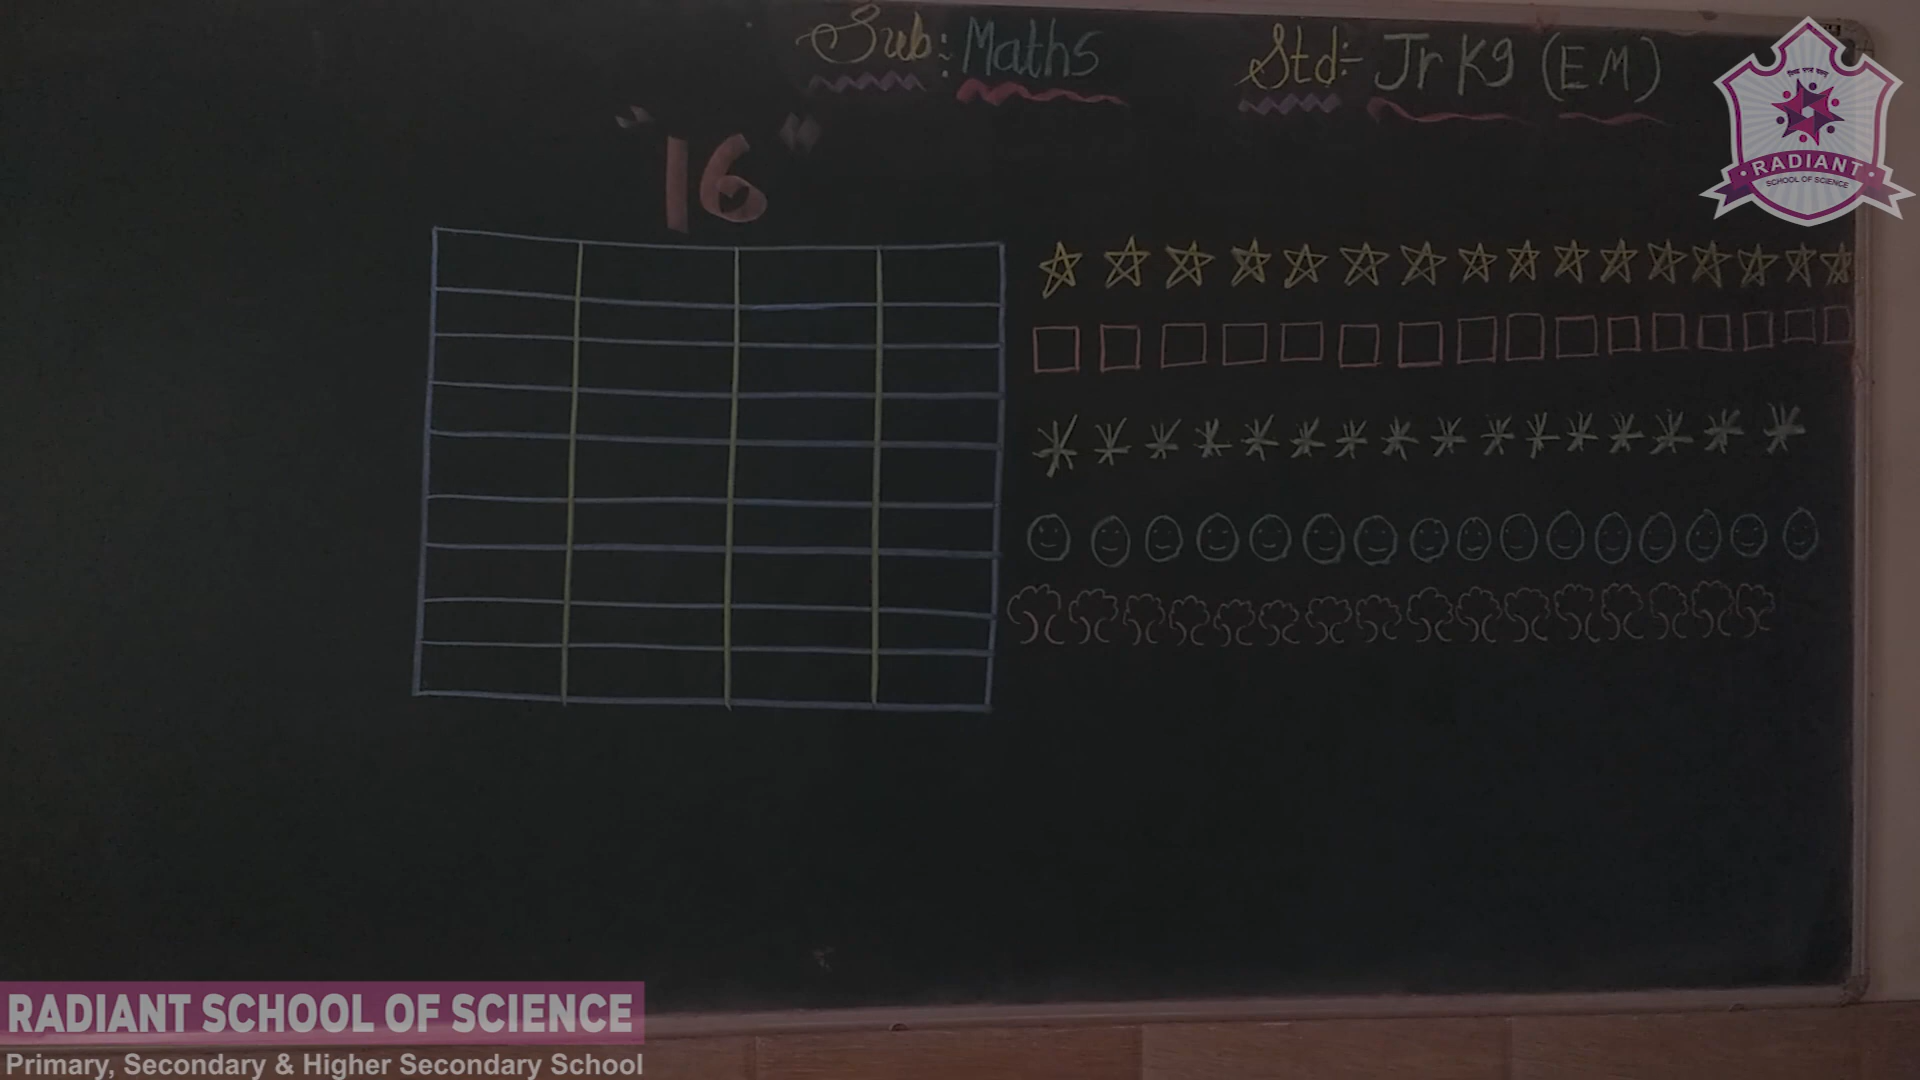 Sub: Maths
Std:- Jr Kg (EM)
"16"
RADIANT
SCHOOL OF SCIENCE
RADIANT SCHOOL OF SCIENCE
Primary, Secondary & Higher Secondary School